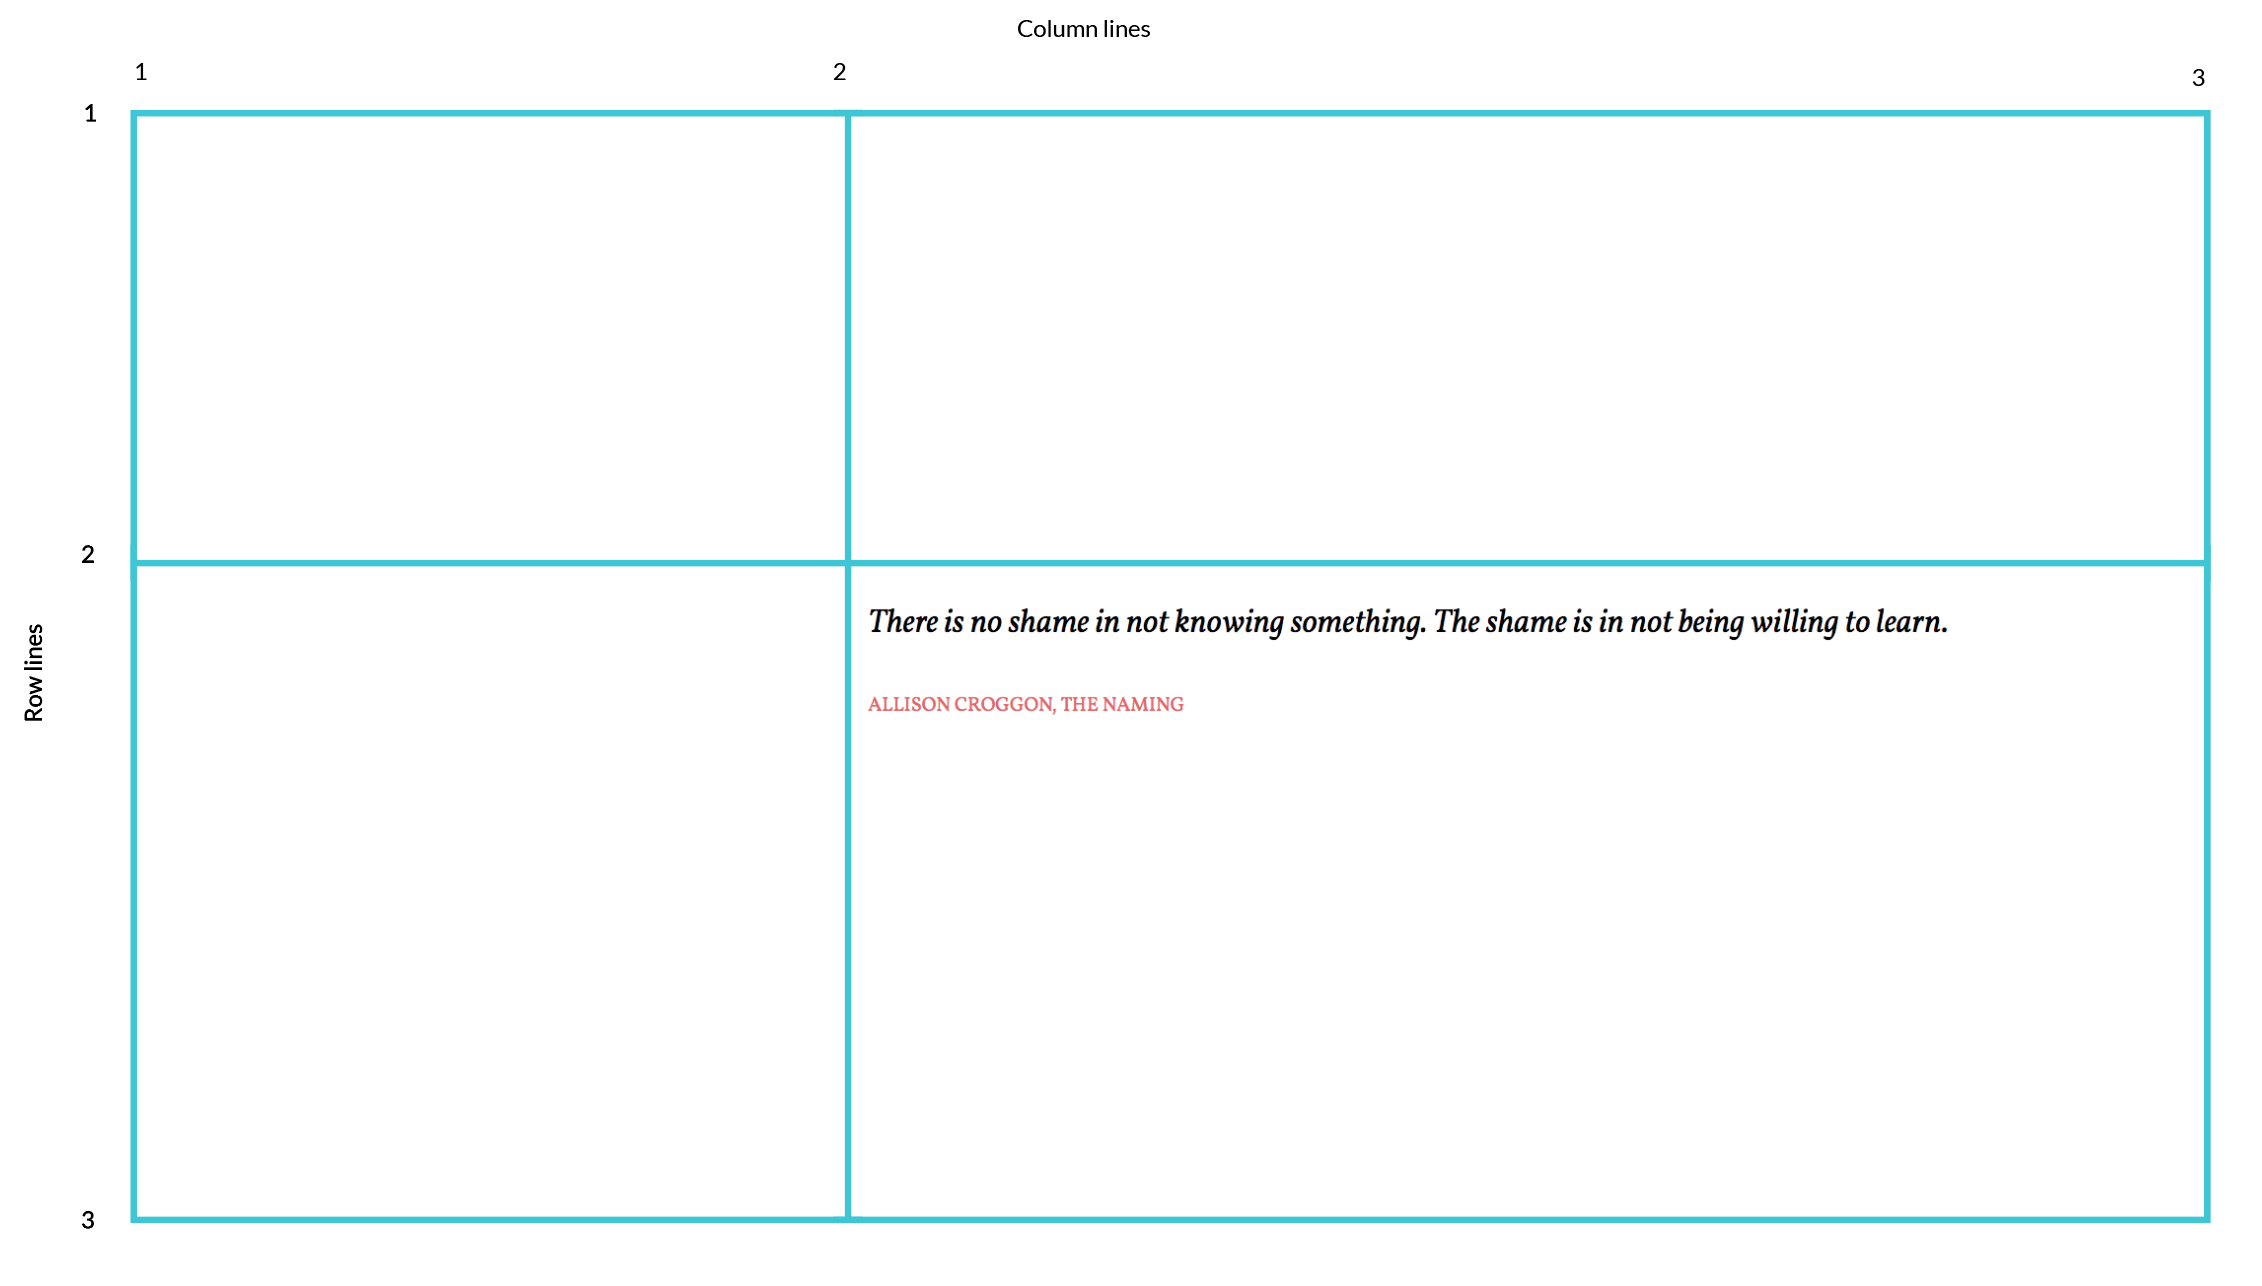 Column lines
1 2 3
1
2
There is no shame in not knowing something. The shame is in not being willing to learn.
Row lines
ALLISON CROGGON, THE NAMING
3